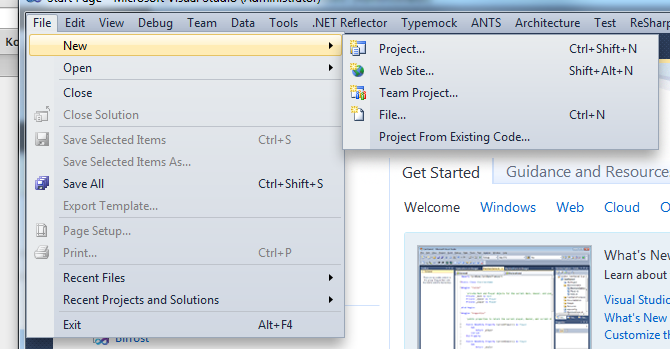 Start Page - Microsoft Visual Studio (Administrator)
File Edit View Debug Team Data Tools .NET Reflector Typemock ANTS Architecture Test ReSharp
Ko
New
Open
Close
Close Solution
Save Selected Items Ctrl+S
Save Selected Items As...
Save All Ctrl+Shift+S
Export Template...
Page Setup...
Print... Ctrl+P
Recent Files
Recent Projects and Solutions
Exit Alt+F4
Project... Ctrl+Shift+N
Web Site... Shift+Alt+N
Team Project...
File... Ctrl+N
Project From Existing Code...
Get Started Guidance and Resources
Welcome Windows Web Cloud O
What's New
Learn about
Visual Studio
What's New
Customize th
Bifrost